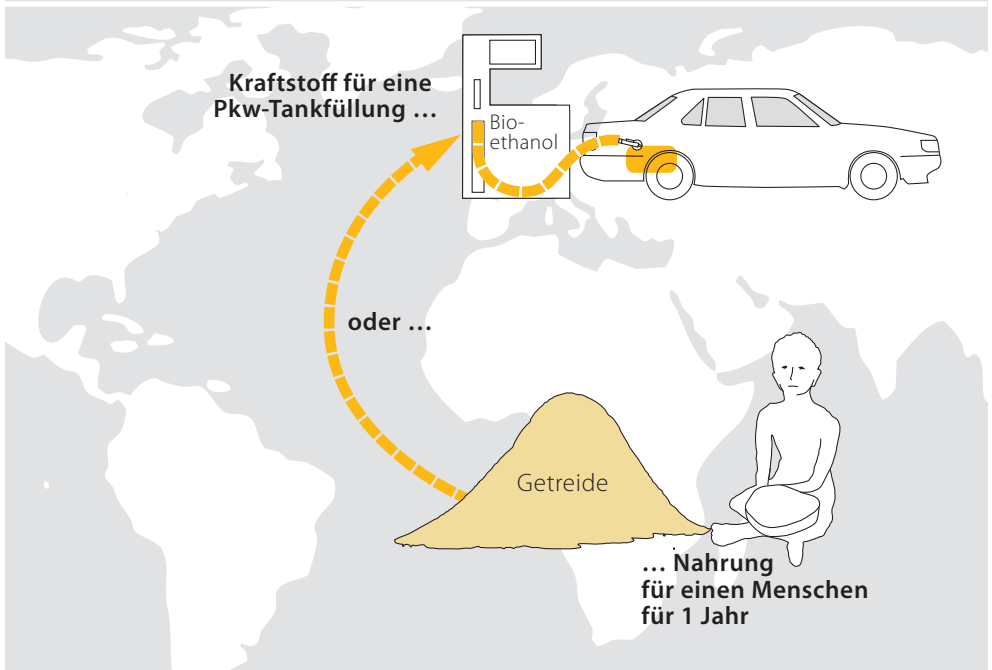 Kraftstoff für eine
Pkw-Tankfüllung …
Bio-
ethanol
oder …
Getreide
… Nahrung
für einen Menschen
für 1 Jahr